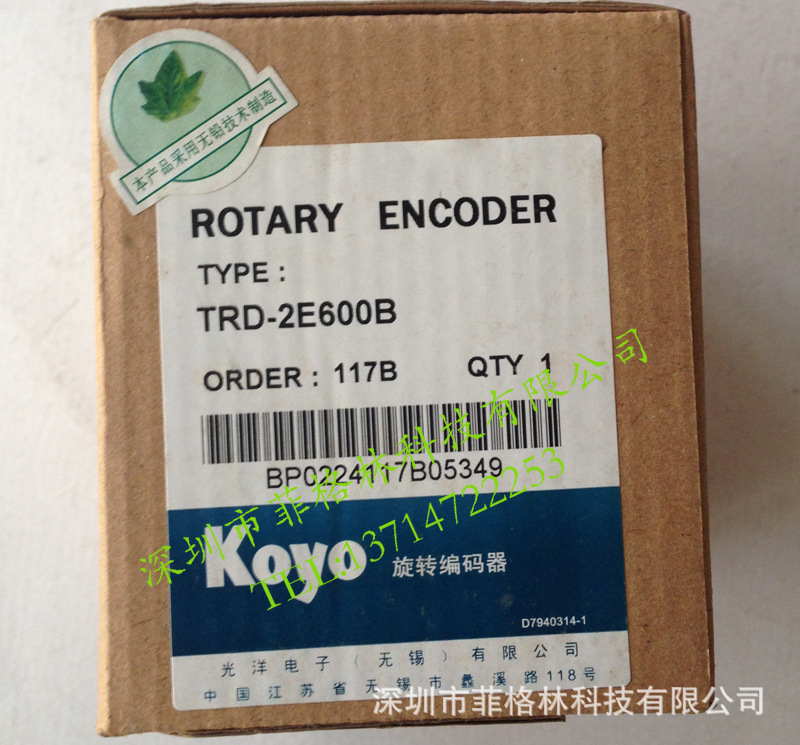 本产品采用无铅技术制造
ROTARY ENCODER
TYPE :
TRD-2E600B
ORDER : 117B QTY 1
BP0224117B05349
深圳市菲格林科技有限公司
TEL:13714722253
Koyo 旋转编码器
D7940314-1
光洋电子(无锡)有限公司
中国江苏省无锡市蠡溪路118号
深圳市菲格林科技有限公司